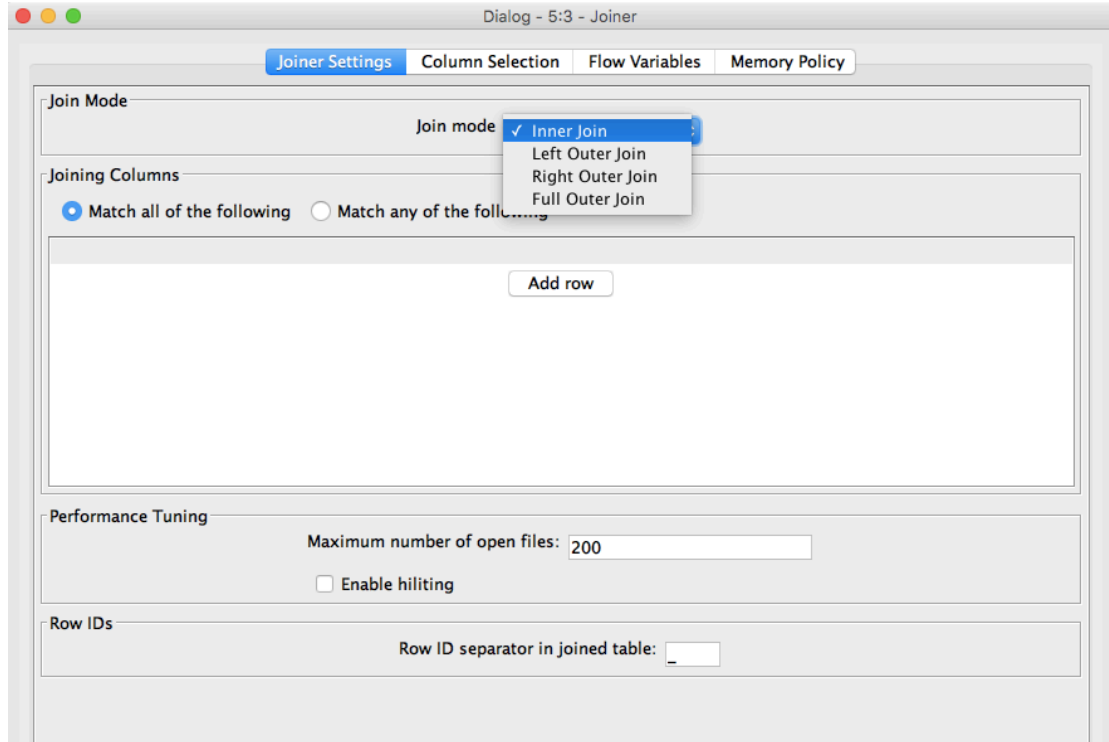 Dialog - 5:3 - Joiner
Joiner Settings Column Selection Flow Variables Memory Policy
Join Mode
Join mode ✓ Inner Join
Left Outer Join
Right Outer Join
Full Outer Join
Joining Columns
Match all of the following Match any of the following
Add row
Performance Tuning
Maximum number of open files: 200
Enable hiliting
Row IDs
Row ID separator in joined table: _